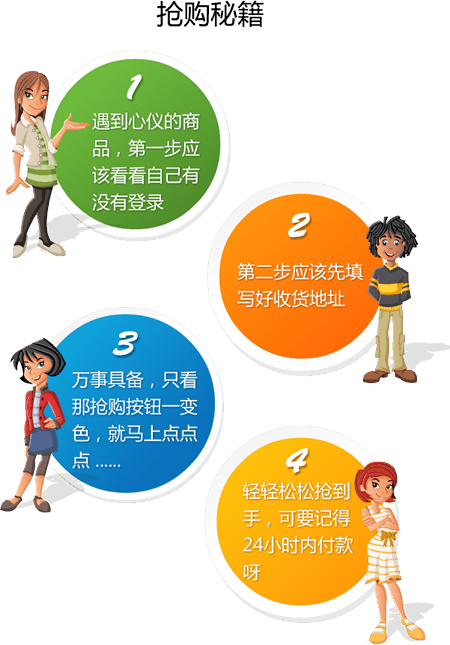 抢购秘籍
1
遇到心仪的商
品，第一步应
该看看自己有
没有登录
2
第二步应该先填
写好收货地址
3
万事具备，只看
那抢购按钮一变
色，就马上点点
点 ......
4
轻轻松松抢到
手，可要记得
24小时内付款
呀